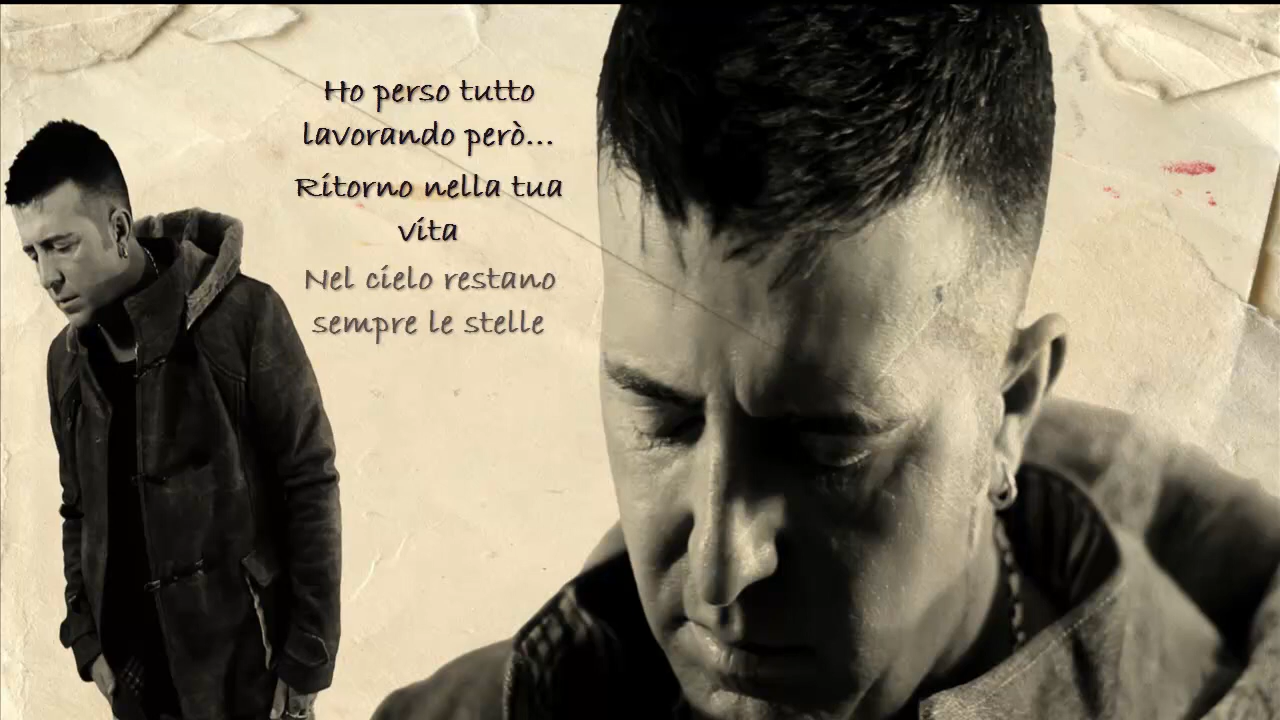 Ho perso tutto
lavorando però...
Ritorno nella tua
vita
Nel cielo restano
sempre le stelle